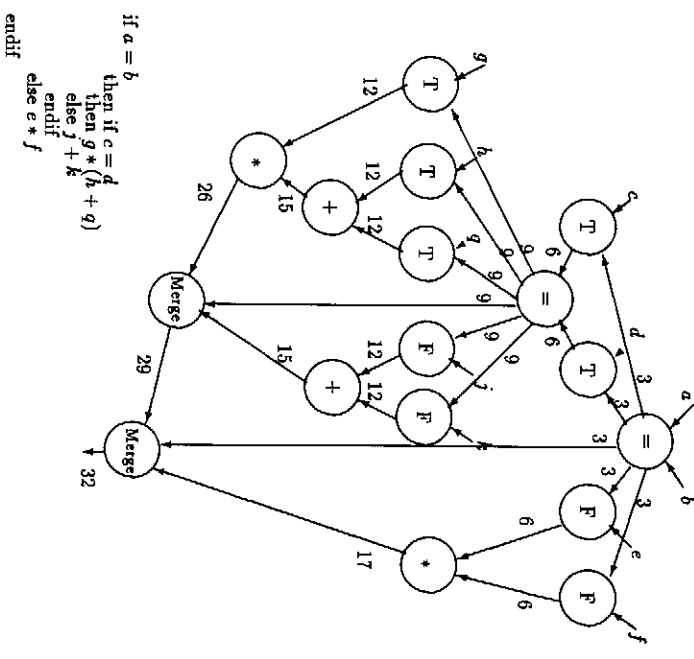 a b
c d = e f
3 3 3 3 3
T T F F
6 6 6 6
=
9 9 9 9 9 9
g h q j
T T T F F *
12 12 12 12 12 17
+ +
15 15
*
26
Merge
29
Merge
32
if a = b
then if c = d
then g * (h + q)
else j + k
endif
else e * f
endif